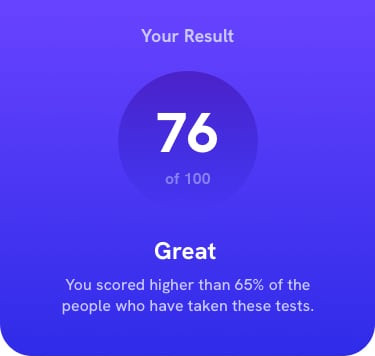 Your Result
76
of 100
Great
You scored higher than 65% of the
people who have taken these tests.